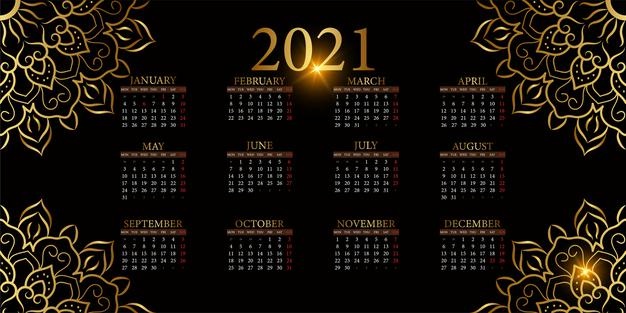 2021
JANUARY
MON TUE WED THU FRI SAT
1 2 3
4 5 6 7 8 9 10
11 12 13 14 15 16 17
18 19 20 21 22 23 24
25 26 27 28 29 30 31
FEBRUARY
MON TUE WED THU FRI SAT
1 2 3 4 5 6 7
8 9 10 11 12 13 14
15 16 17 18 19 20 21
22 23 24 25 26 27 28
MARCH
MON TUE WED THU FRI SAT
1 2 3 4 5 6 7
8 9 10 11 12 13 14
15 16 17 18 19 20 21
22 23 24 25 26 27 28
29 30 31
APRIL
MON TUE WED THU FRI SAT
1 2 3 4
5 6 7 8 9 10 11
12 13 14 15 16 17 18
19 20 21 22 23 24 25
26 27 28 29 30
MAY
MON TUE WED THU FRI SAT
1 2
3 4 5 6 7 8 9
10 11 12 13 14 15 16
17 18 19 20 21 22 23
24 25 26 27 28 29 30
31
JUNE
MON TUE WED THU FRI SAT
1 2 3 4 5 6
7 8 9 10 11 12 13
14 15 16 17 18 19 20
21 22 23 24 25 26 27
28 29 30
JULY
MON TUE WED THU FRI SAT
1 2 3 4
5 6 7 8 9 10 11
12 13 14 15 16 17 18
19 20 21 22 23 24 25
26 27 28 29 30 31
AUGUST
MON TUE WED THU FRI SAT
1
2 3 4 5 6 7 8
9 10 11 12 13 14 15
16 17 18 19 20 21 22
23 24 25 26 27 28 29
30 31
SEPTEMBER
MON TUE WED THU FRI SAT
1 2 3 4 5
6 7 8 9 10 11 12
13 14 15 16 17 18 19
20 21 22 23 24 25 26
27 28 29 30
OCTOBER
MON TUE WED THU FRI SAT
1 2 3
4 5 6 7 8 9 10
11 12 13 14 15 16 17
18 19 20 21 22 23 24
25 26 27 28 29 30 31
NOVEMBER
MON TUE WED THU FRI SAT
1 2 3 4 5 6 7
8 9 10 11 12 13 14
15 16 17 18 19 20 21
22 23 24 25 26 27 28
29 30
DECEMBER
MON TUE WED THU FRI SAT
1 2 3 4 5
6 7 8 9 10 11 12
13 14 15 16 17 18 19
20 21 22 23 24 25 26
27 28 29 30 31